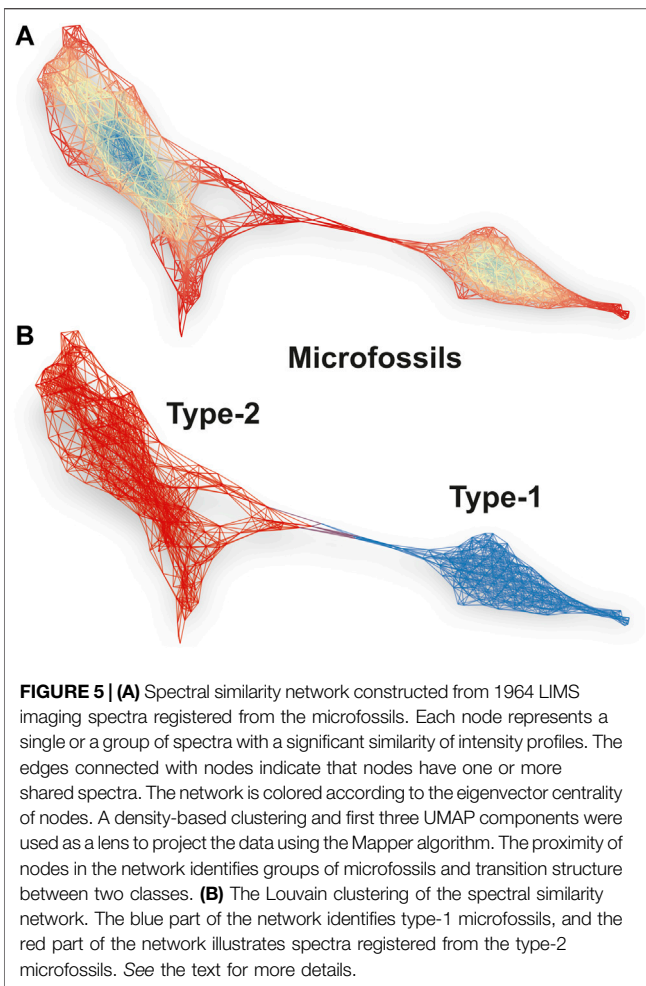 A
B
Microfossils
Type-2
Type-1
FIGURE 5 | (A) Spectral similarity network constructed from 1964 LIMS
imaging spectra registered from the microfossils. Each node represents a
single or a group of spectra with a significant similarity of intensity profiles. The
edges connected with nodes indicate that nodes have one or more
shared spectra. The network is colored according to the eigenvector centrality
of nodes. A density-based clustering and first three UMAP components were
used as a lens to project the data using the Mapper algorithm. The proximity of
nodes in the network identifies groups of microfossils and transition structure
between two classes. (B) The Louvain clustering of the spectral similarity
network. The blue part of the network identifies type-1 microfossils, and the
red part of the network illustrates spectra registered from the type-2
microfossils. See the text for more details.